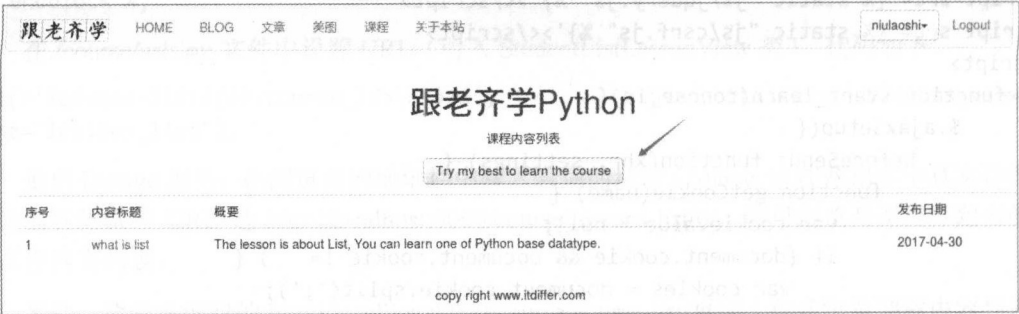 跟老齐学 HOME BLOG 文章 美图 课程 关于本站 niulaoshi Logout
跟老齐学Python
课程内容列表
Try my best to learn the course
序号 内容标题 概要 发布日期
1 what is list The lesson is about List, You can learn one of Python base datatype. 2017-04-30
copy right www.itdiffer.com